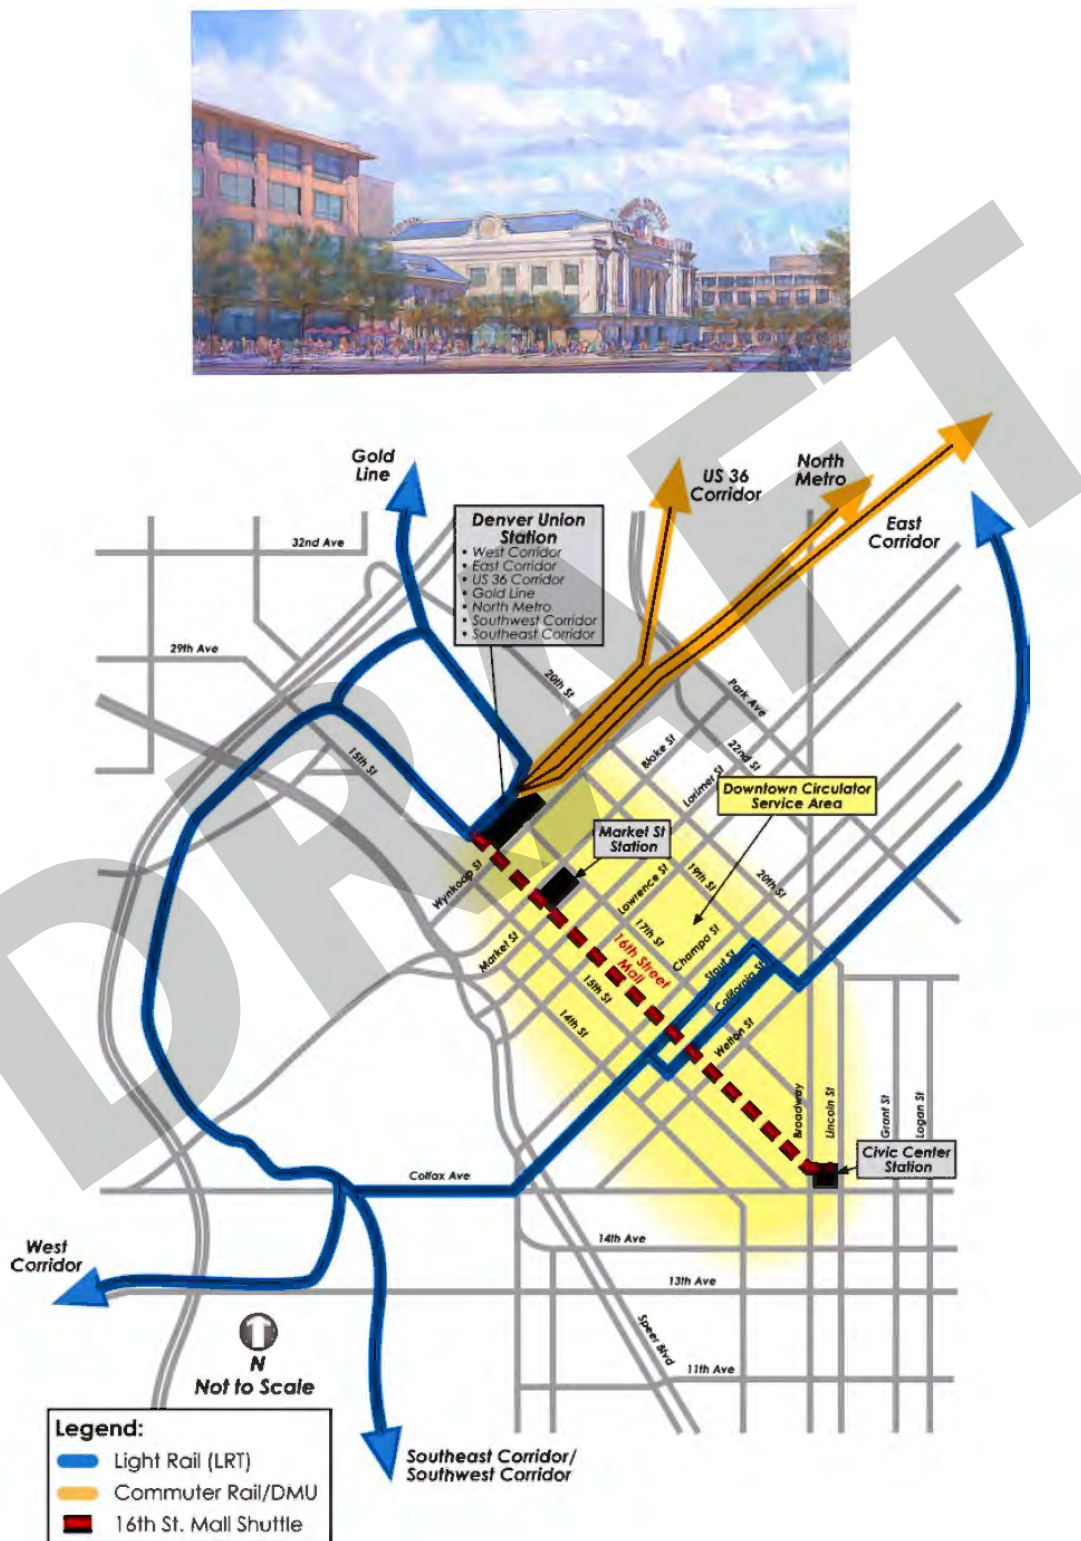 DRAFT
Gold
Line
US 36
Corridor
North
Metro
East
Corridor
Denver Union
Station
• West Corridor
• East Corridor
• US 36 Corridor
• Gold Line
• North Metro
• Southwest Corridor
• Southeast Corridor
32nd Ave
29th Ave
20th St
Park Ave
15th St
Blake St
22nd St
Larimer St
Downtown Circulator
Service Area
Market St
Station
Wynkoop St
Lawrence St
19th St
20th St
17th St
Champa St
Market St
16th Street
Mall
Stout St
California St
15th St
14th St
Welton St
Broadway
Lincoln St
Grant St
Logan St
Civic Center
Station
Colfax Ave
West
Corridor
14th Ave
13th Ave
Speer Blvd
11th Ave
N
Not to Scale
Legend:
Light Rail (LRT)
Commuter Rail/DMU
16th St. Mall Shuttle
Southeast Corridor/
Southwest Corridor